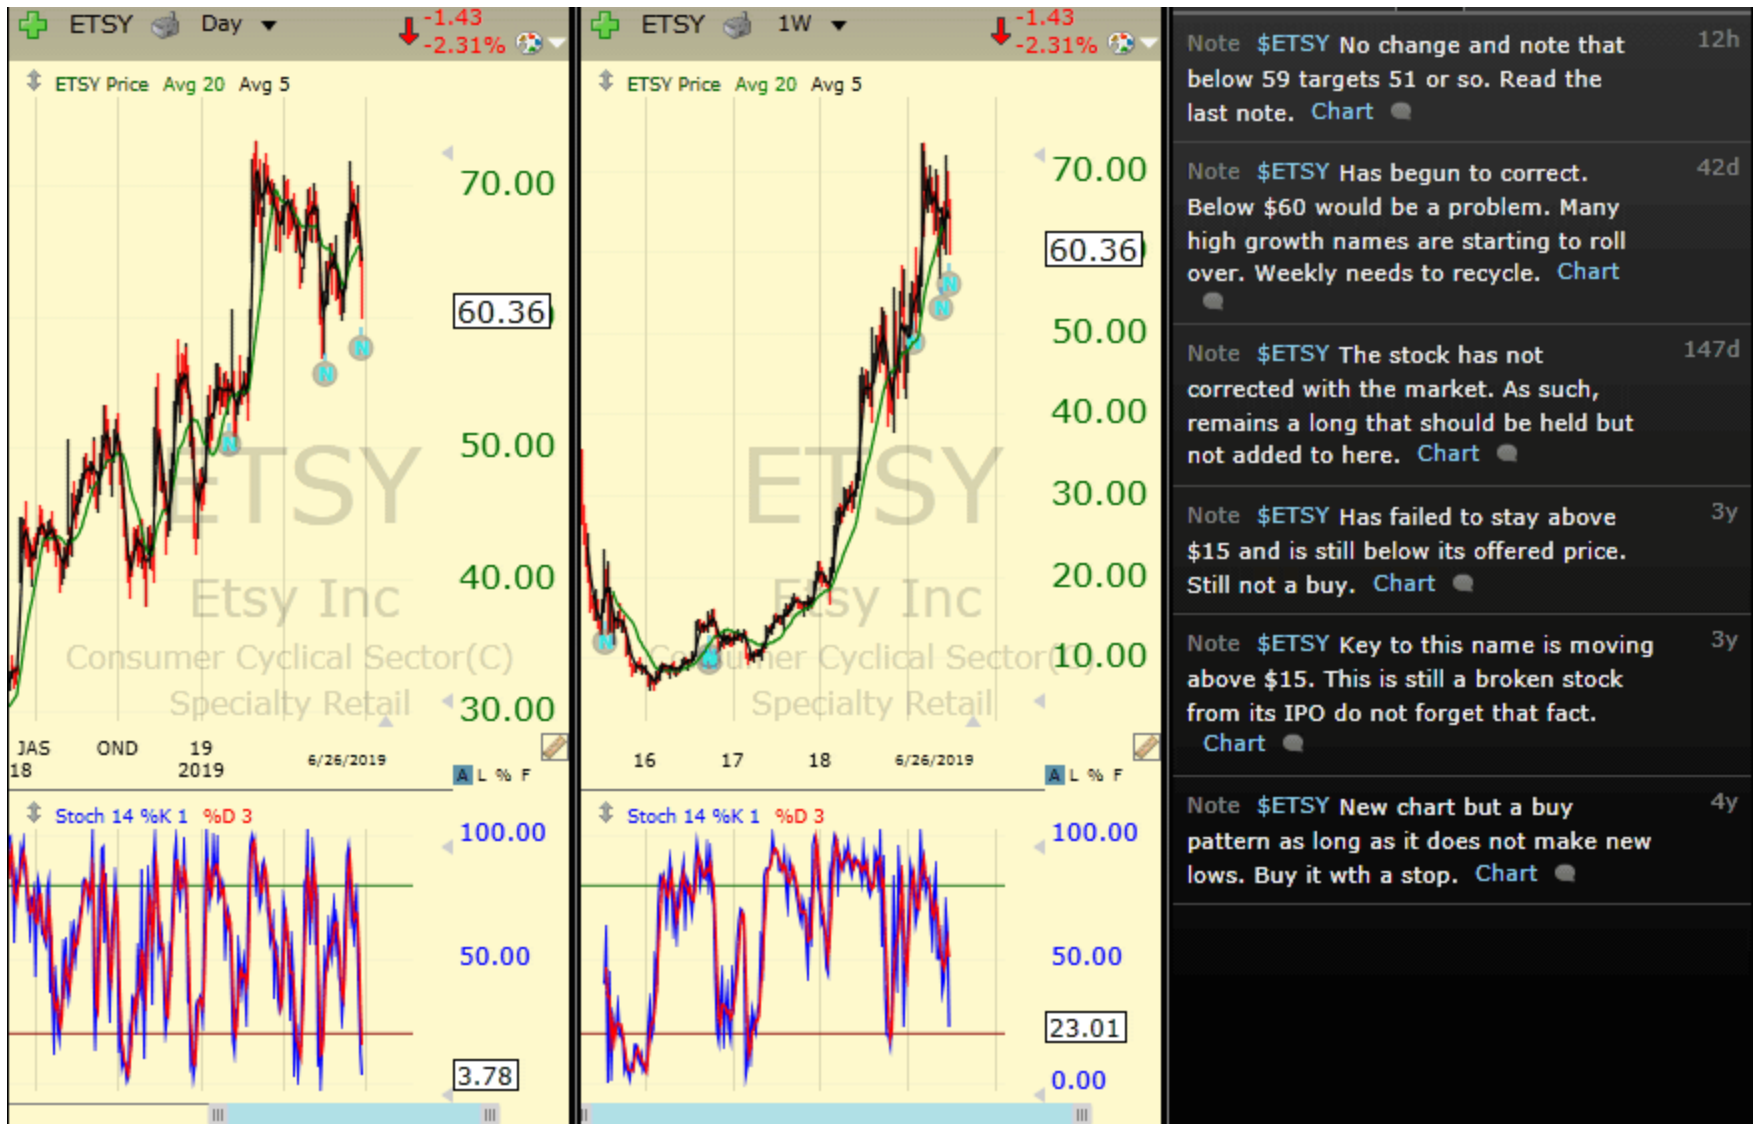 ETSY Day -1.43
-2.31%
ETSY Price Avg 20 Avg 5
70.00
60.36
50.00
ETSY
40.00
Etsy Inc
Consumer Cyclical Sector(C)
Specialty Retail
30.00
JAS OND 19 6/26/2019
18 2019
A L % F
Stoch 14 %K 1 %D 3
100.00
50.00
3.78
ETSY 1W -1.43
-2.31%
ETSY Price Avg 20 Avg 5
70.00
60.36
50.00
40.00
ETSY
30.00
20.00
Etsy Inc
10.00
Consumer Cyclical Sector(C)
Specialty Retail
16 17 18 6/26/2019
A L % F
Stoch 14 %K 1 %D 3
100.00
50.00
23.01
0.00
N
N
N
N
N
N
N
N
Note $ETSY No change and note that 12h
below 59 targets 51 or so. Read the
last note. Chart
Note $ETSY Has begun to correct. 42d
Below $60 would be a problem. Many
high growth names are starting to roll
over. Weekly needs to recycle. Chart
Note $ETSY The stock has not 147d
corrected with the market. As such,
remains a long that should be held but
not added to here. Chart
Note $ETSY Has failed to stay above 3y
$15 and is still below its offered price.
Still not a buy. Chart
Note $ETSY Key to this name is moving 3y
above $15. This is still a broken stock
from its IPO do not forget that fact.
Chart
Note $ETSY New chart but a buy 4y
pattern as long as it does not make new
lows. Buy it wth a stop. Chart